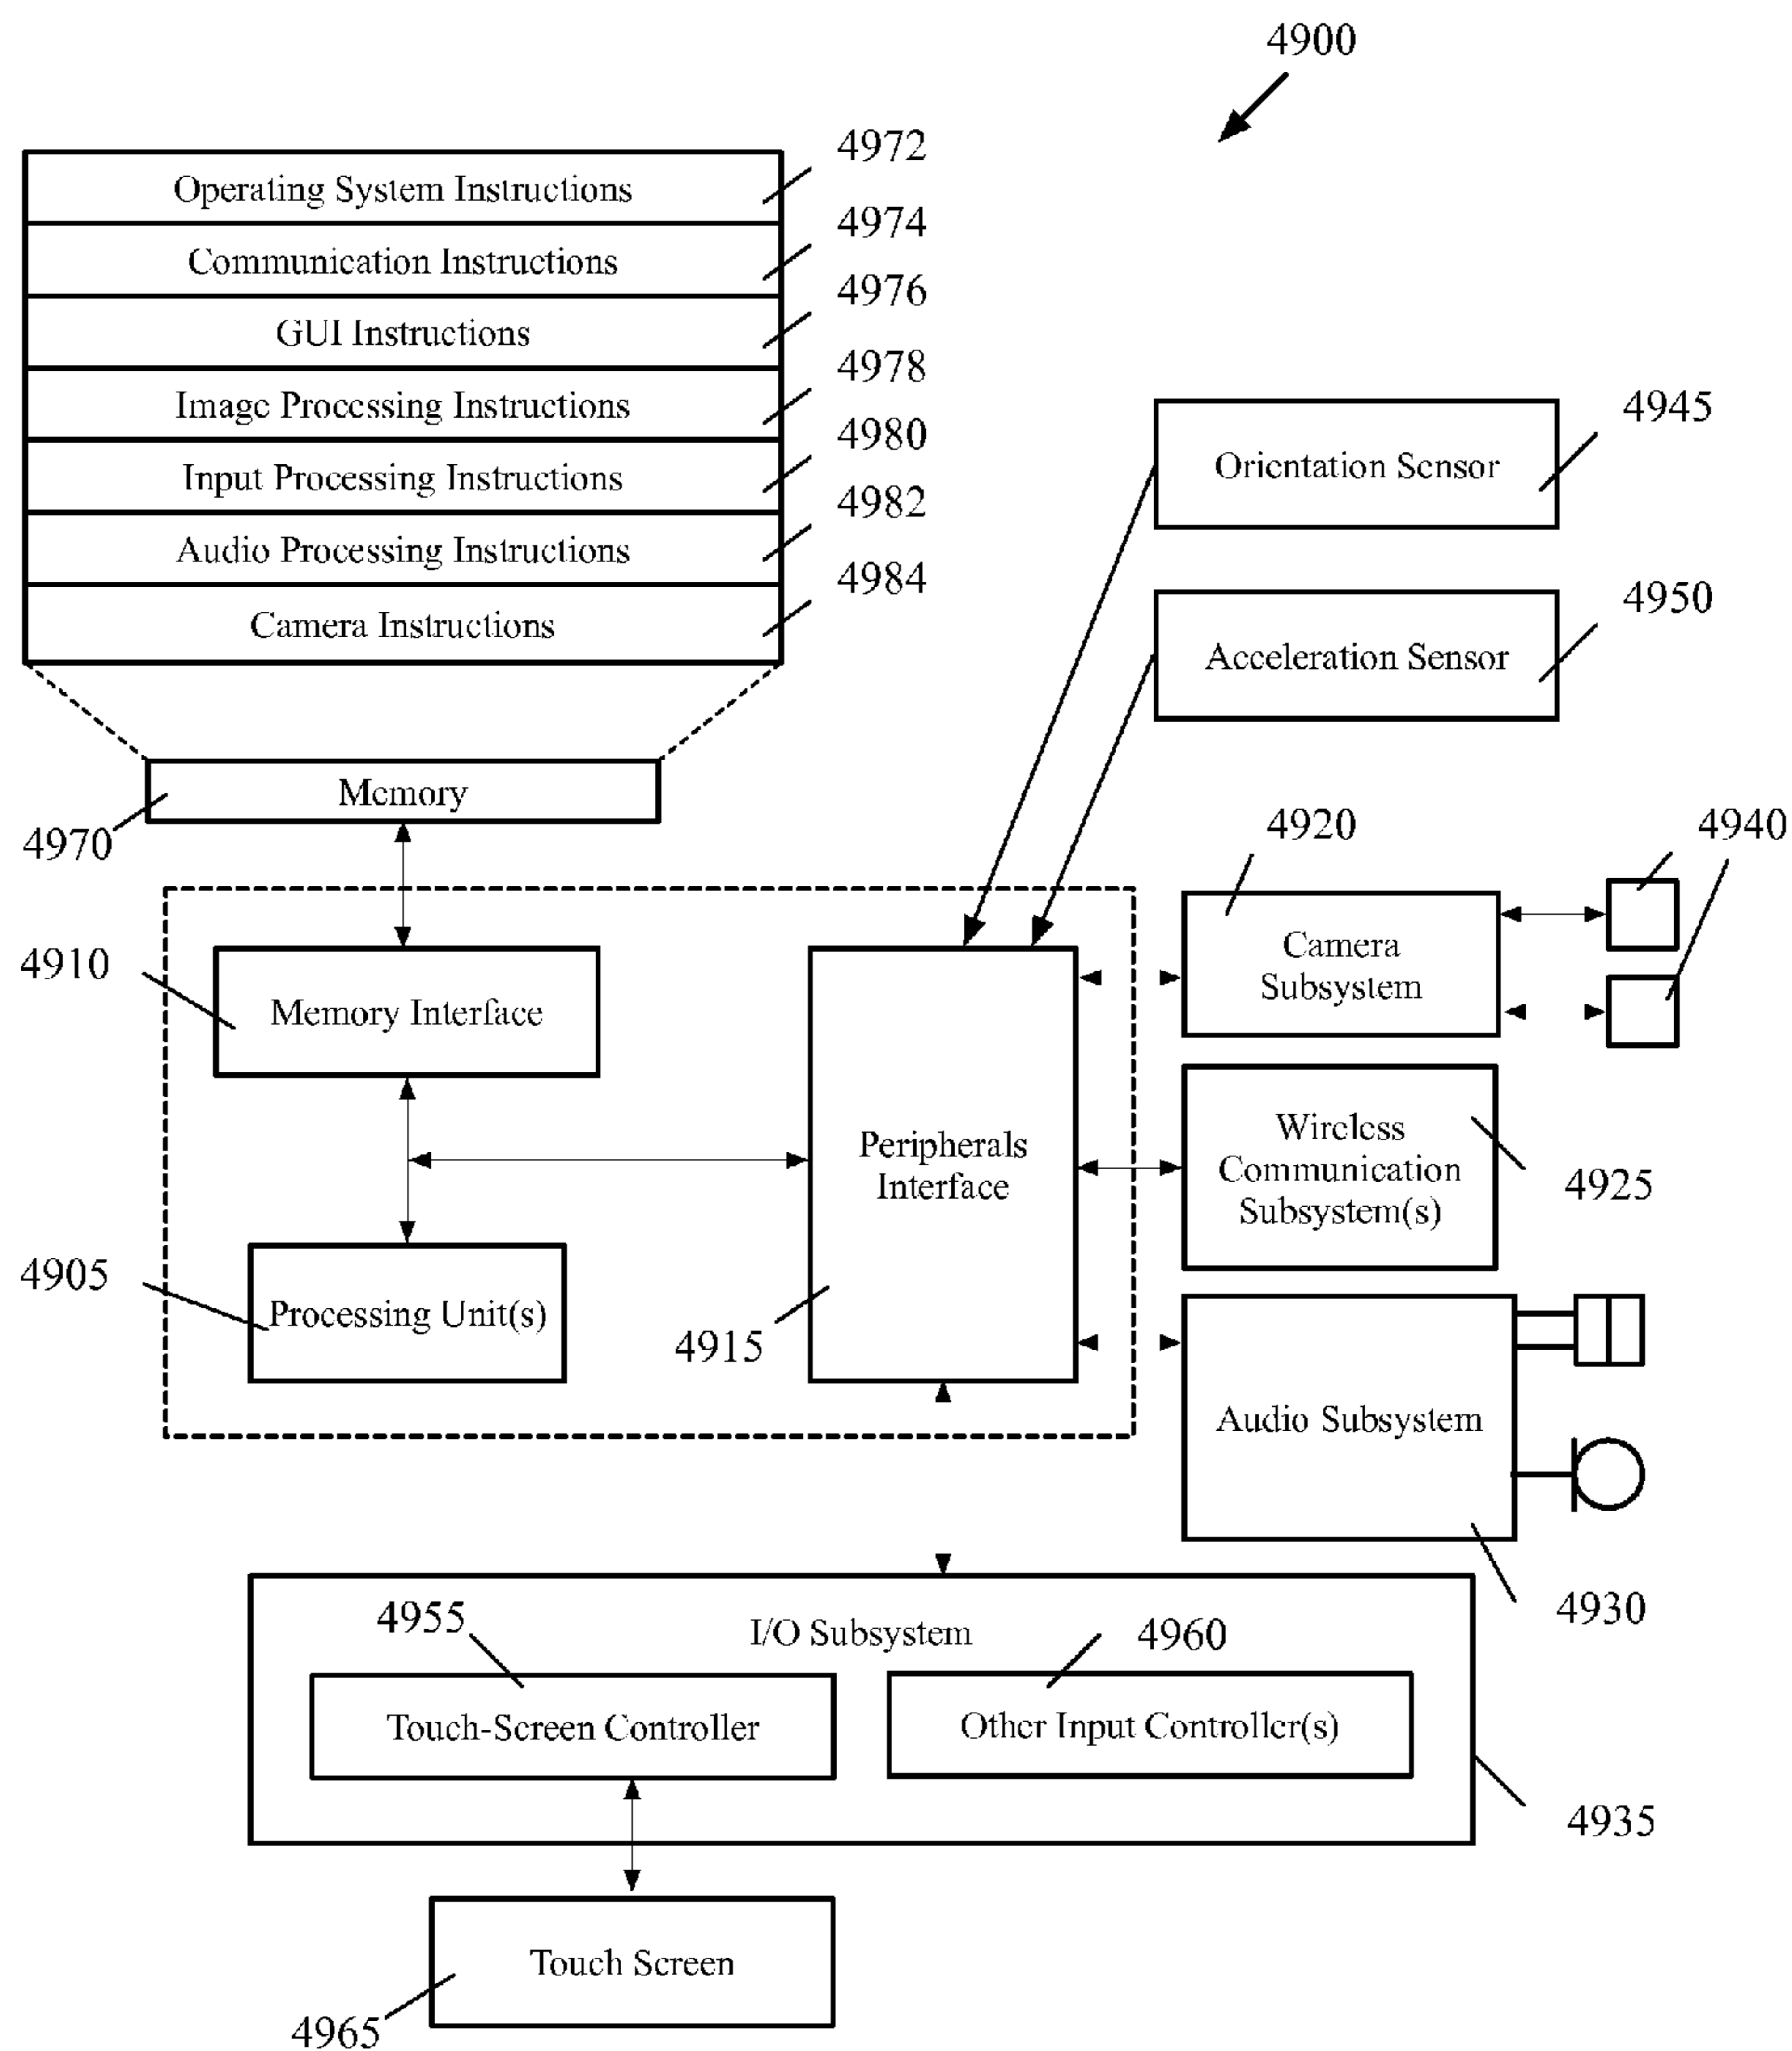 4900
4972
Operating System Instructions
4974
Communication Instructions
4976
GUI Instructions
4978
Image Processing Instructions
4980
Input Processing Instructions
4982
Audio Processing Instructions
4984
Camera Instructions
4945
Orientation Sensor
4950
Acceleration Sensor
Memory
4970
4920
4940
Camera
Subsystem
4910
Memory Interface
Peripherals
Interface
Wireless
Communication
Subsystem(s)
4925
4905
Processing Unit(s)
4915
Audio Subsystem
4930
4955
I/O Subsystem
4960
Touch-Screen Controller
Other Input Controller(s)
4935
Touch Screen
4965